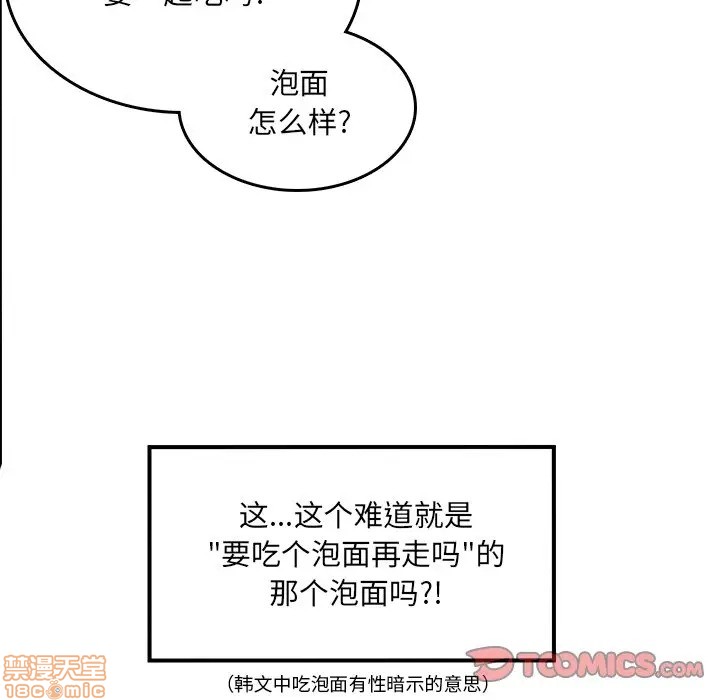 泡面
怎么样?
这...这个难道就是
"要吃个泡面再走吗"的
那个泡面吗?!
(韩文中吃泡面有性暗示的意思)
禁漫天堂
18comic
DTCOMICS.COM